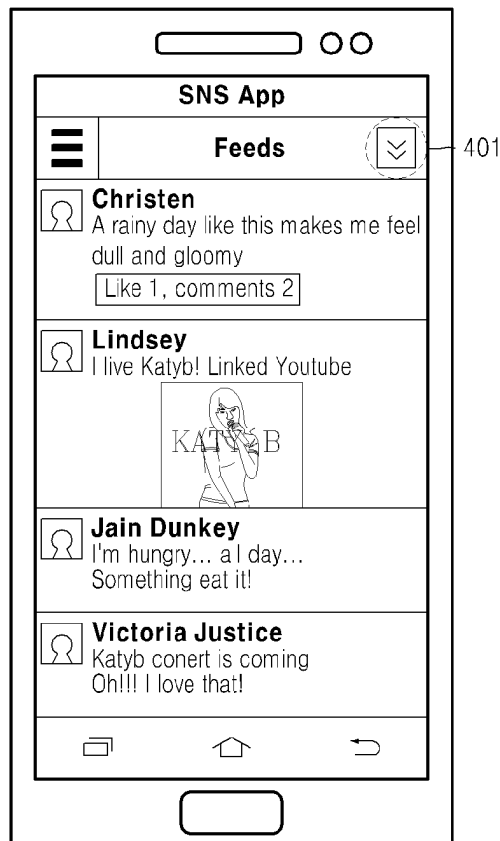 SNS App
Feeds
401
Christen
A rainy day like this makes me feel
dull and gloomy
Like 1, comments 2
Lindsey
I live Katyb! Linked Youtube
KATYB
Jain Dunkey
I'm hungry... al day...
Something eat it!
Victoria Justice
Katyb conert is coming
Oh!!! I love that!